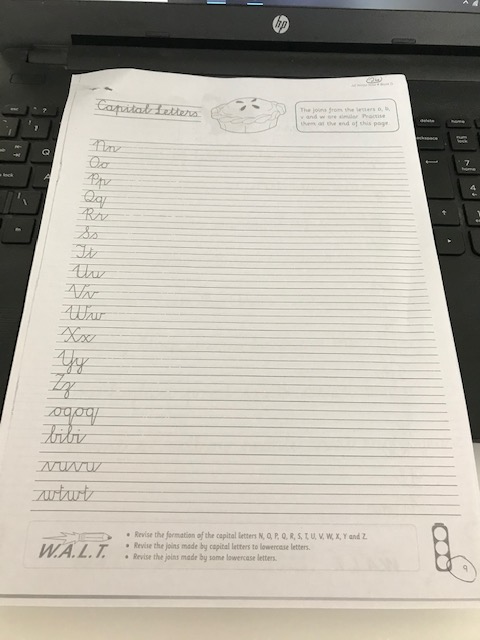 hp
Capital Letters
The joins from the letters o, b,
v and w are similar. Practise
them at the end of this page.
Nn
Oo
Pp
Qq
Rr
Ss
Tt
Uu
Vv
Ww
Xx
Yy
Zz
oqoq
bibi
vuvu
wtwt
W.A.L.T.
• Revise the formation of the capital letters N, O, P, Q, R, S, T, U, V, W, X, Y and Z.
• Revise the joins made by capital letters to lowercase letters.
• Revise the joins made by some lowercase letters.
9
delete
home
num
lock
7
home
4
1
Q
A